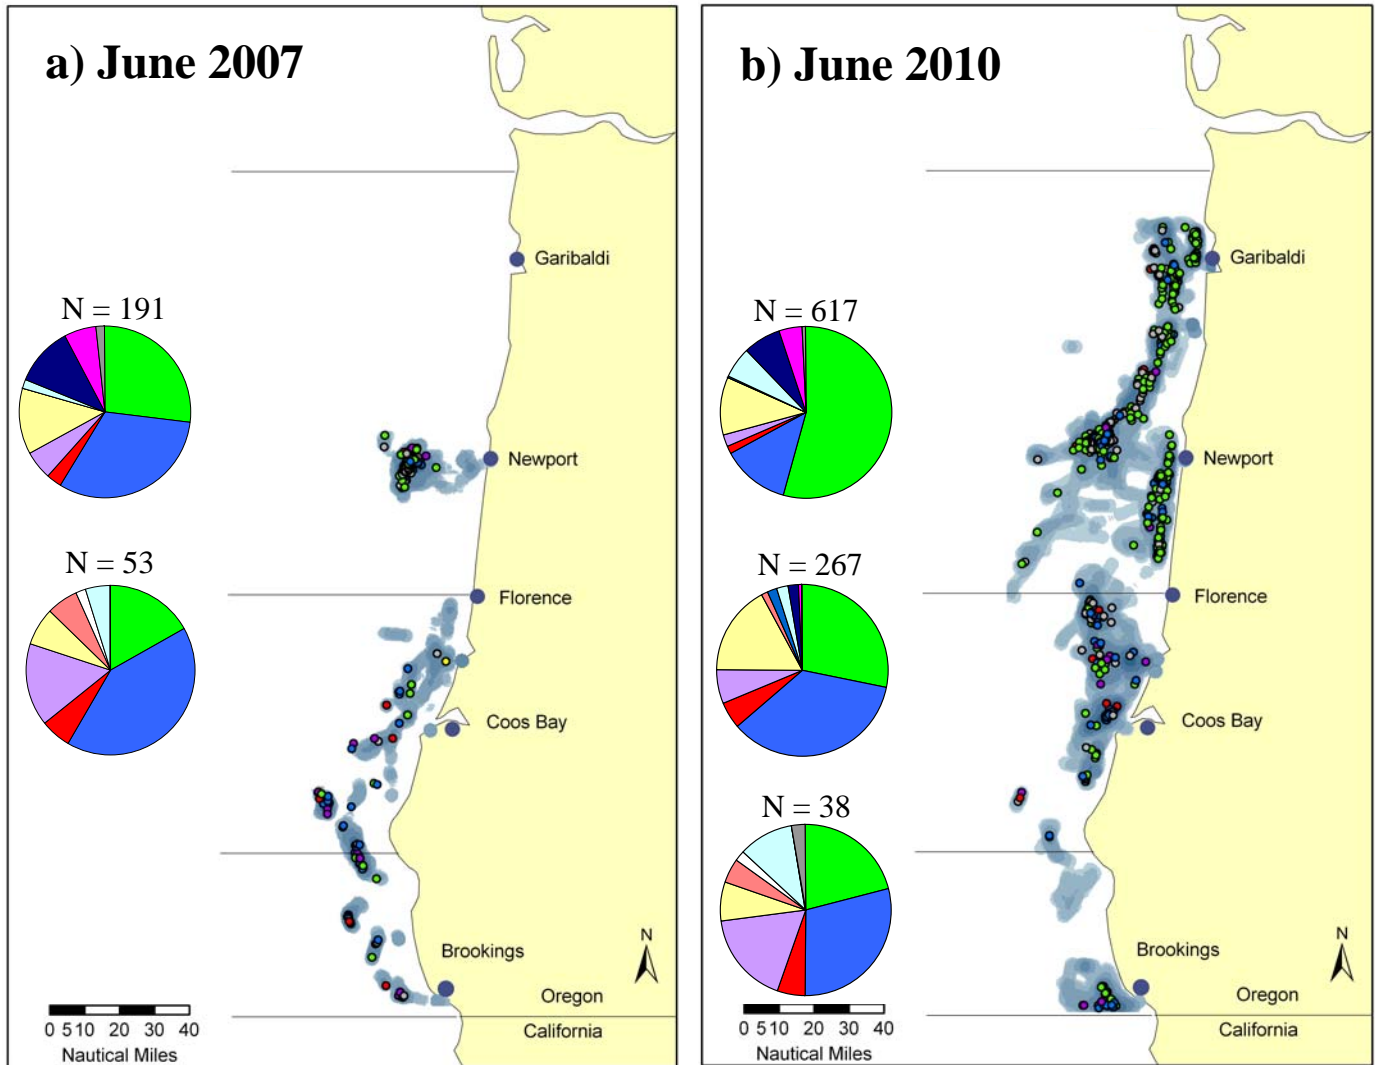 a) June 2007
Garibaldi
N = 191
Newport
N = 53
Florence
Coos Bay
Brookings
N
Oregon
0 5 10 20 30 40
California
Nautical Miles
b) June 2010
Garibaldi
N = 617
Newport
N = 267
Florence
Coos Bay
N = 38
N
Brookings
Oregon
0 5 10 20 30 40
California
Nautical Miles